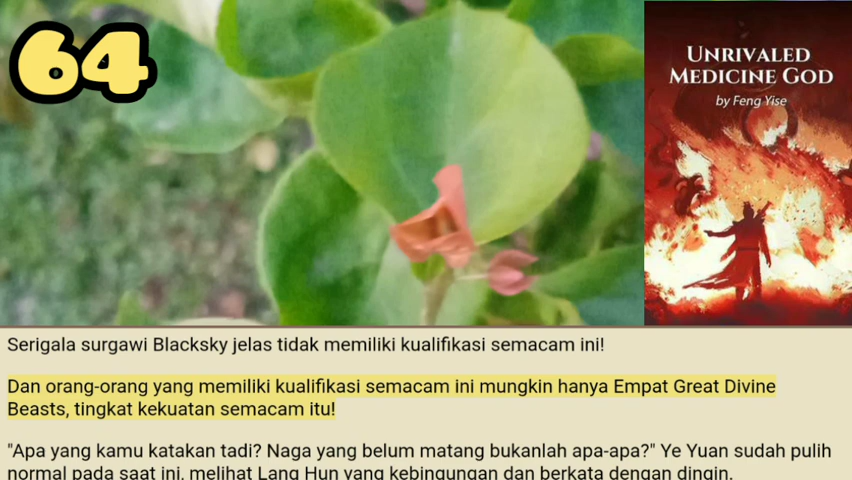 64
UNRIVALED
MEDICINE GOD
by Feng Yise
Serigala surgawi Blacksky jelas tidak memiliki kualifikasi semacam ini!
Dan orang-orang yang memiliki kualifikasi semacam ini mungkin hanya Empat Great Divine
Beasts, tingkat kekuatan semacam itu!
"Apa yang kamu katakan tadi? Naga yang belum matang bukanlah apa-apa?" Ye Yuan sudah pulih
normal pada saat ini, melihat Lang Hun yang kebingungan dan berkata dengan dingin.